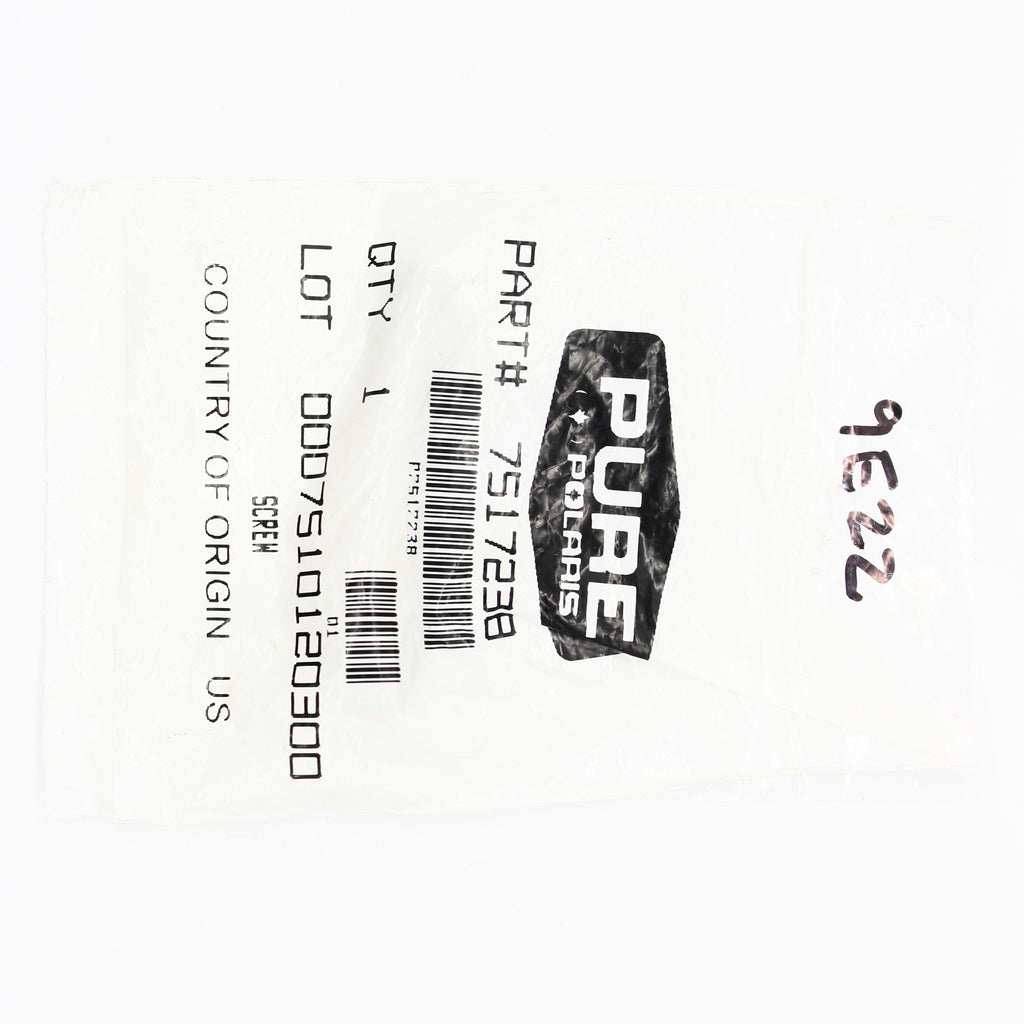 9E22
PURE
POLARIS
PART# 7517238
P7517238
QTY 1
01
LOT 0007510120300
SCREW
COUNTRY OF ORIGIN US